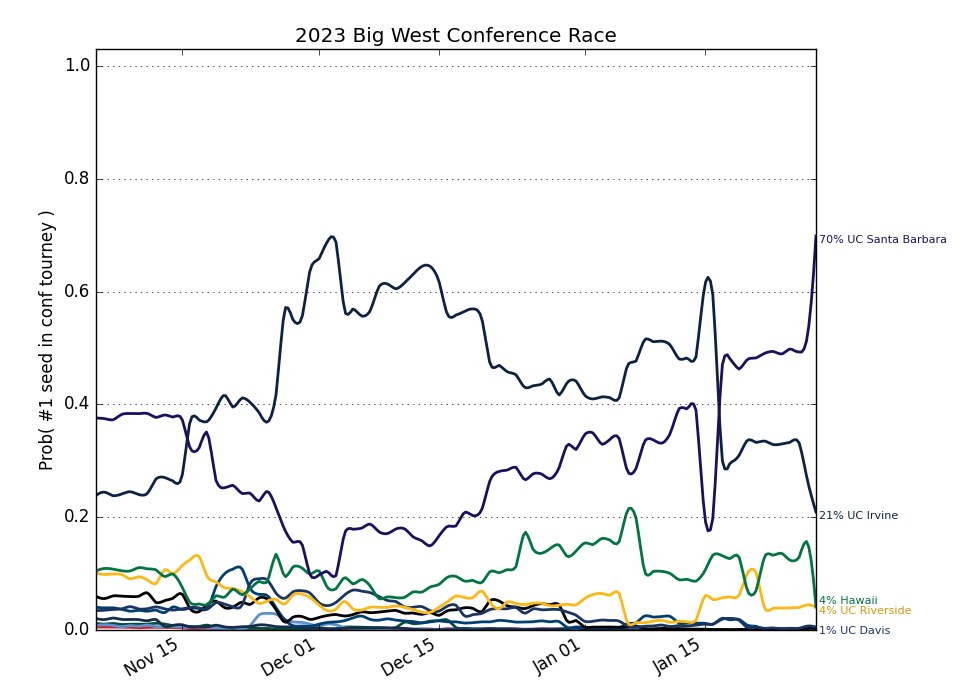 2023 Big West Conference Race
Prob( #1 seed in conf tourney )
1.0
0.8
0.6
0.4
0.2
0.0
70% UC Santa Barbara
21% UC Irvine
4% Hawaii
4% UC Riverside
1% UC Davis
Nov 15
Dec 01
Dec 15
Jan 01
Jan 15